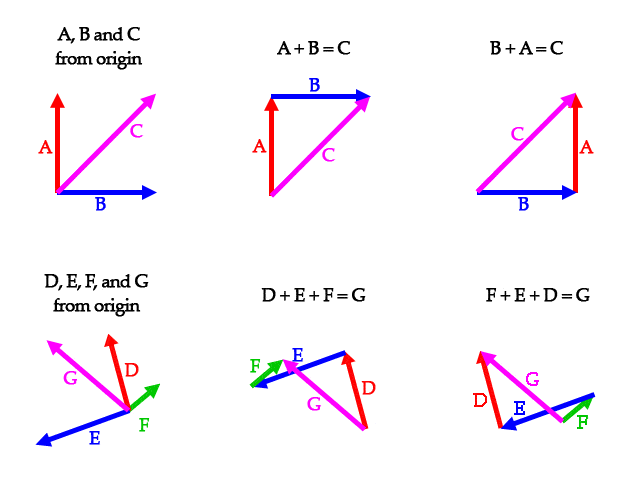 A, B and C
from origin
A + B = C
B + A = C
A
C
B
B
A
C
C
A
B
D, E, F, and G
from origin
D + E + F = G
F + E + D = G
G
D
F
E
F
E
D
G
G
D
E
F